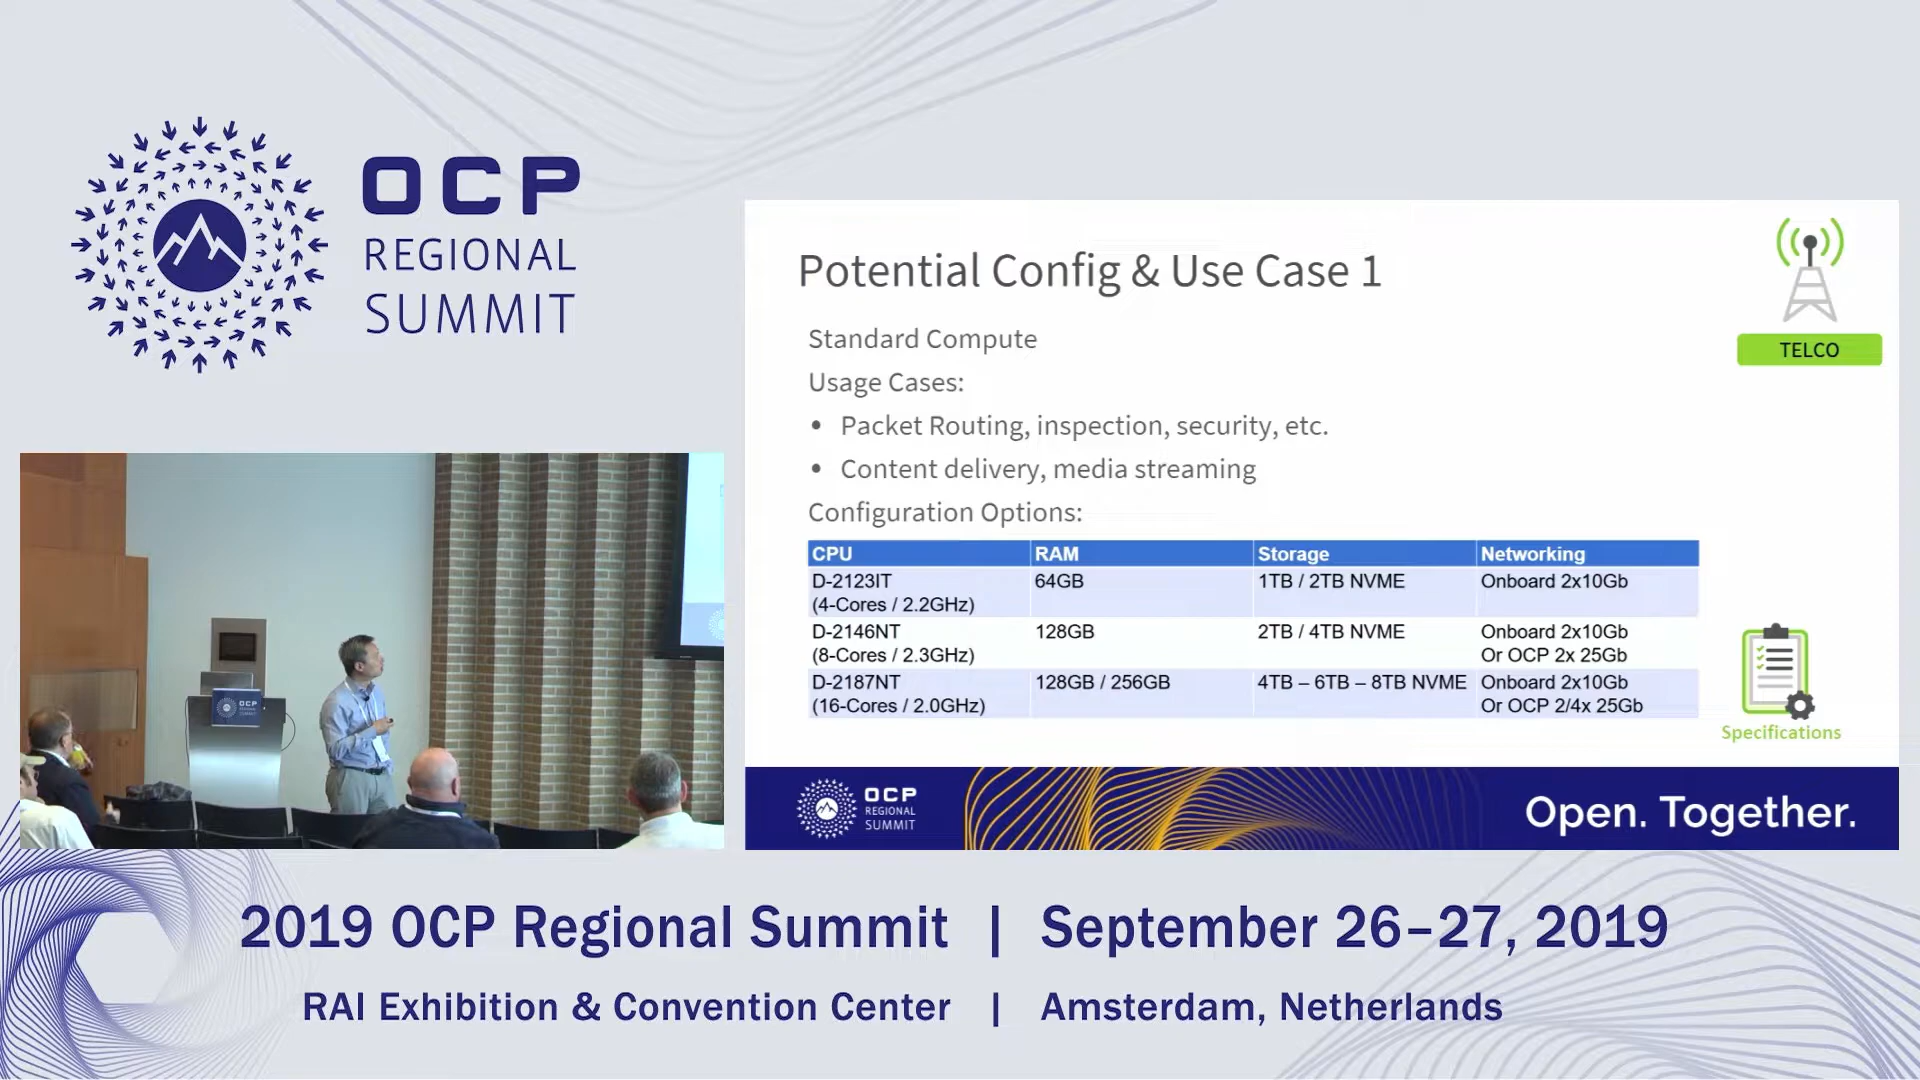 OCP
REGIONAL
SUMMIT
Potential Config & Use Case 1
TELCO
Standard Compute
Usage Cases:
• Packet Routing, inspection, security, etc.
• Content delivery, media streaming
Configuration Options:
CPU RAM Storage Networking
D-2123IT 64GB 1TB / 2TB NVME Onboard 2x10Gb
(4-Cores / 2.2GHz)
D-2146NT 128GB 2TB / 4TB NVME Onboard 2x10Gb
(8-Cores / 2.3GHz) Or OCP 2x 25Gb
D-2187NT 128GB / 256GB 4TB – 6TB – 8TB NVME Onboard 2x10Gb
(16-Cores / 2.0GHz) Or OCP 2/4x 25Gb
Specifications
OCP
REGIONAL
SUMMIT
Open. Together.
OCP
2019 OCP Regional Summit | September 26–27, 2019
RAI Exhibition & Convention Center | Amsterdam, Netherlands